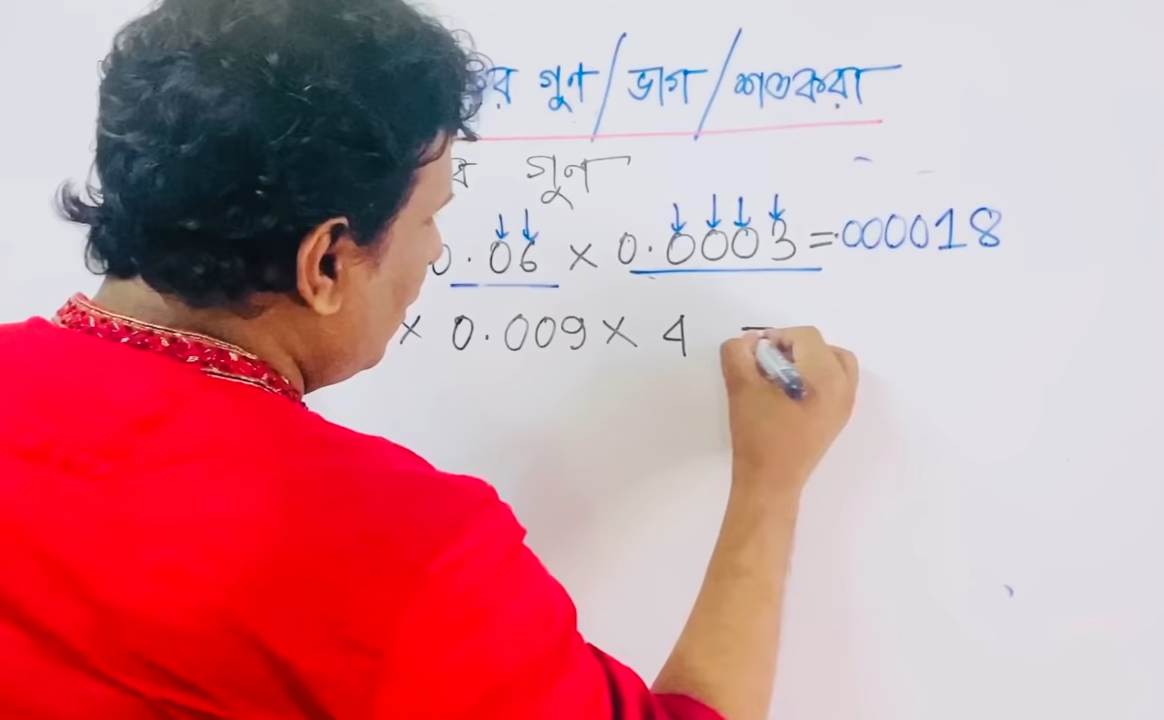 গুণ/ভাগ/শতকরা
গুণ
0.06 × 0.0003 = .000018
× 0.009 × 4